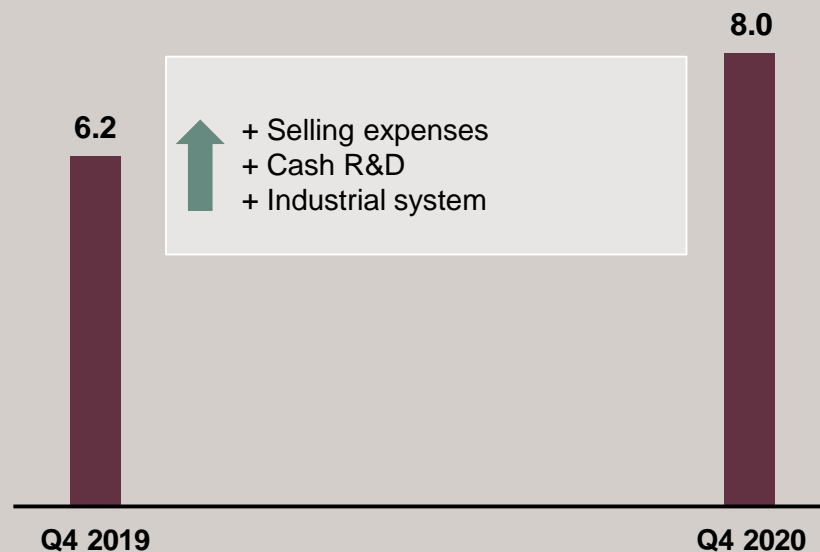 8.0
6.2
+ Selling expenses
+ Cash R&D
+ Industrial system
Q4 2019
Q4 2020